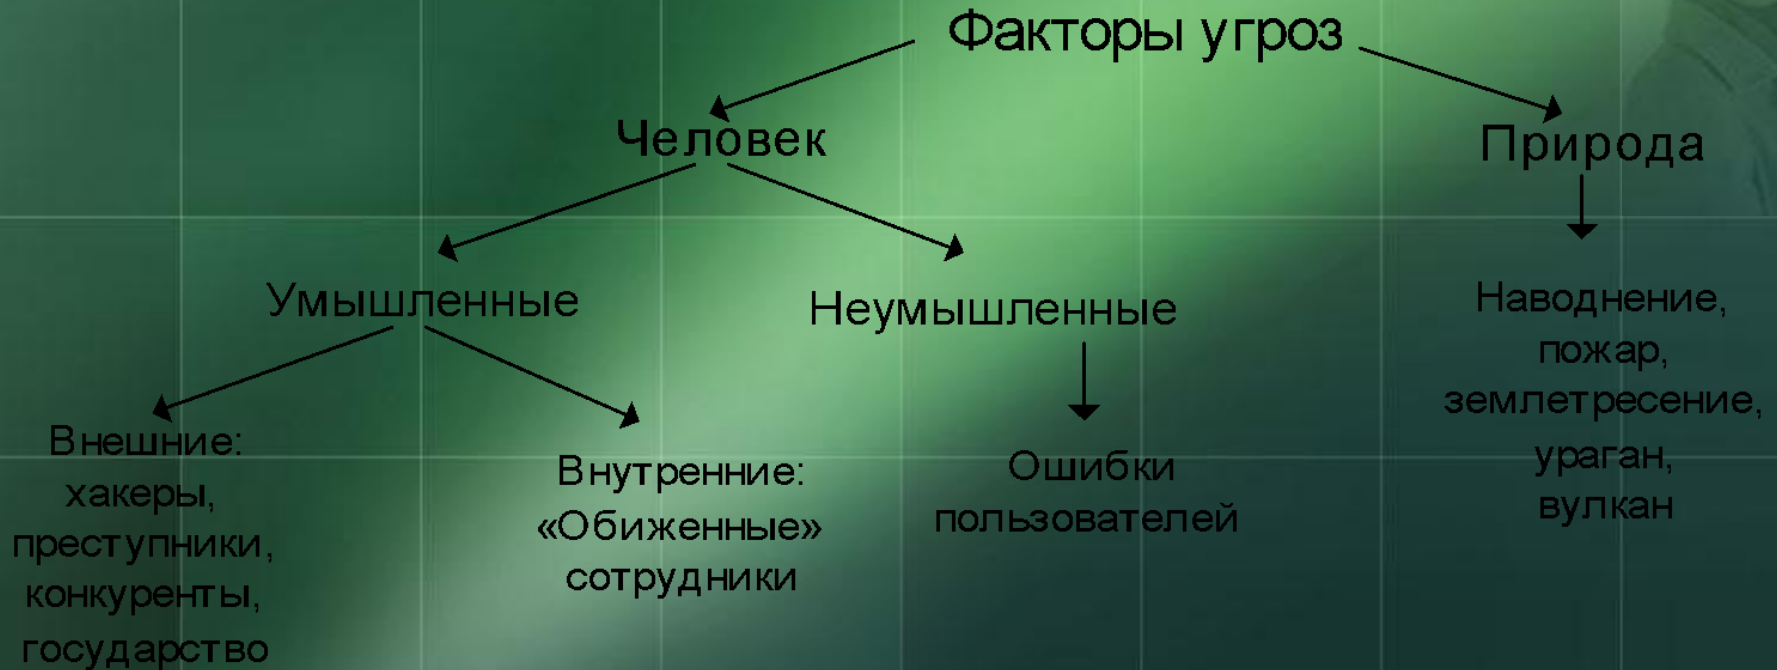 Факторы угроз
Человек
Природа
Умышленные
Неумышленные
Наводнение,
пожар,
землетресение,
ураган,
вулкан
Внешние:
хакеры,
преступники,
конкуренты,
государство
Внутренние:
«Обиженные»
сотрудники
Ошибки
пользователей